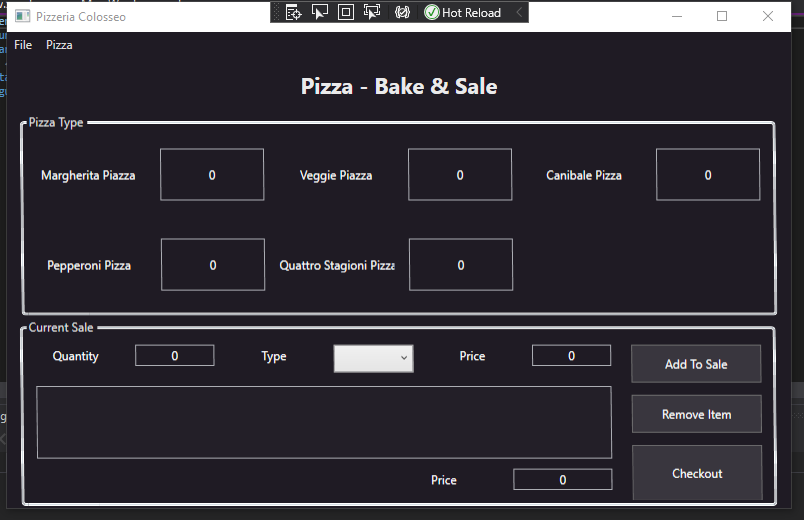 Pizzeria Colosseo
Hot Reload
File Pizza
Pizza - Bake & Sale
Pizza Type
Margherita Piazza 0 Veggie Piazza 0 Canibale Pizza 0
Pepperoni Pizza 0 Quattro Stagioni Pizza 0
Current Sale
Quantity 0 Type Price 0 Add To Sale
Remove Item
Price 0 Checkout